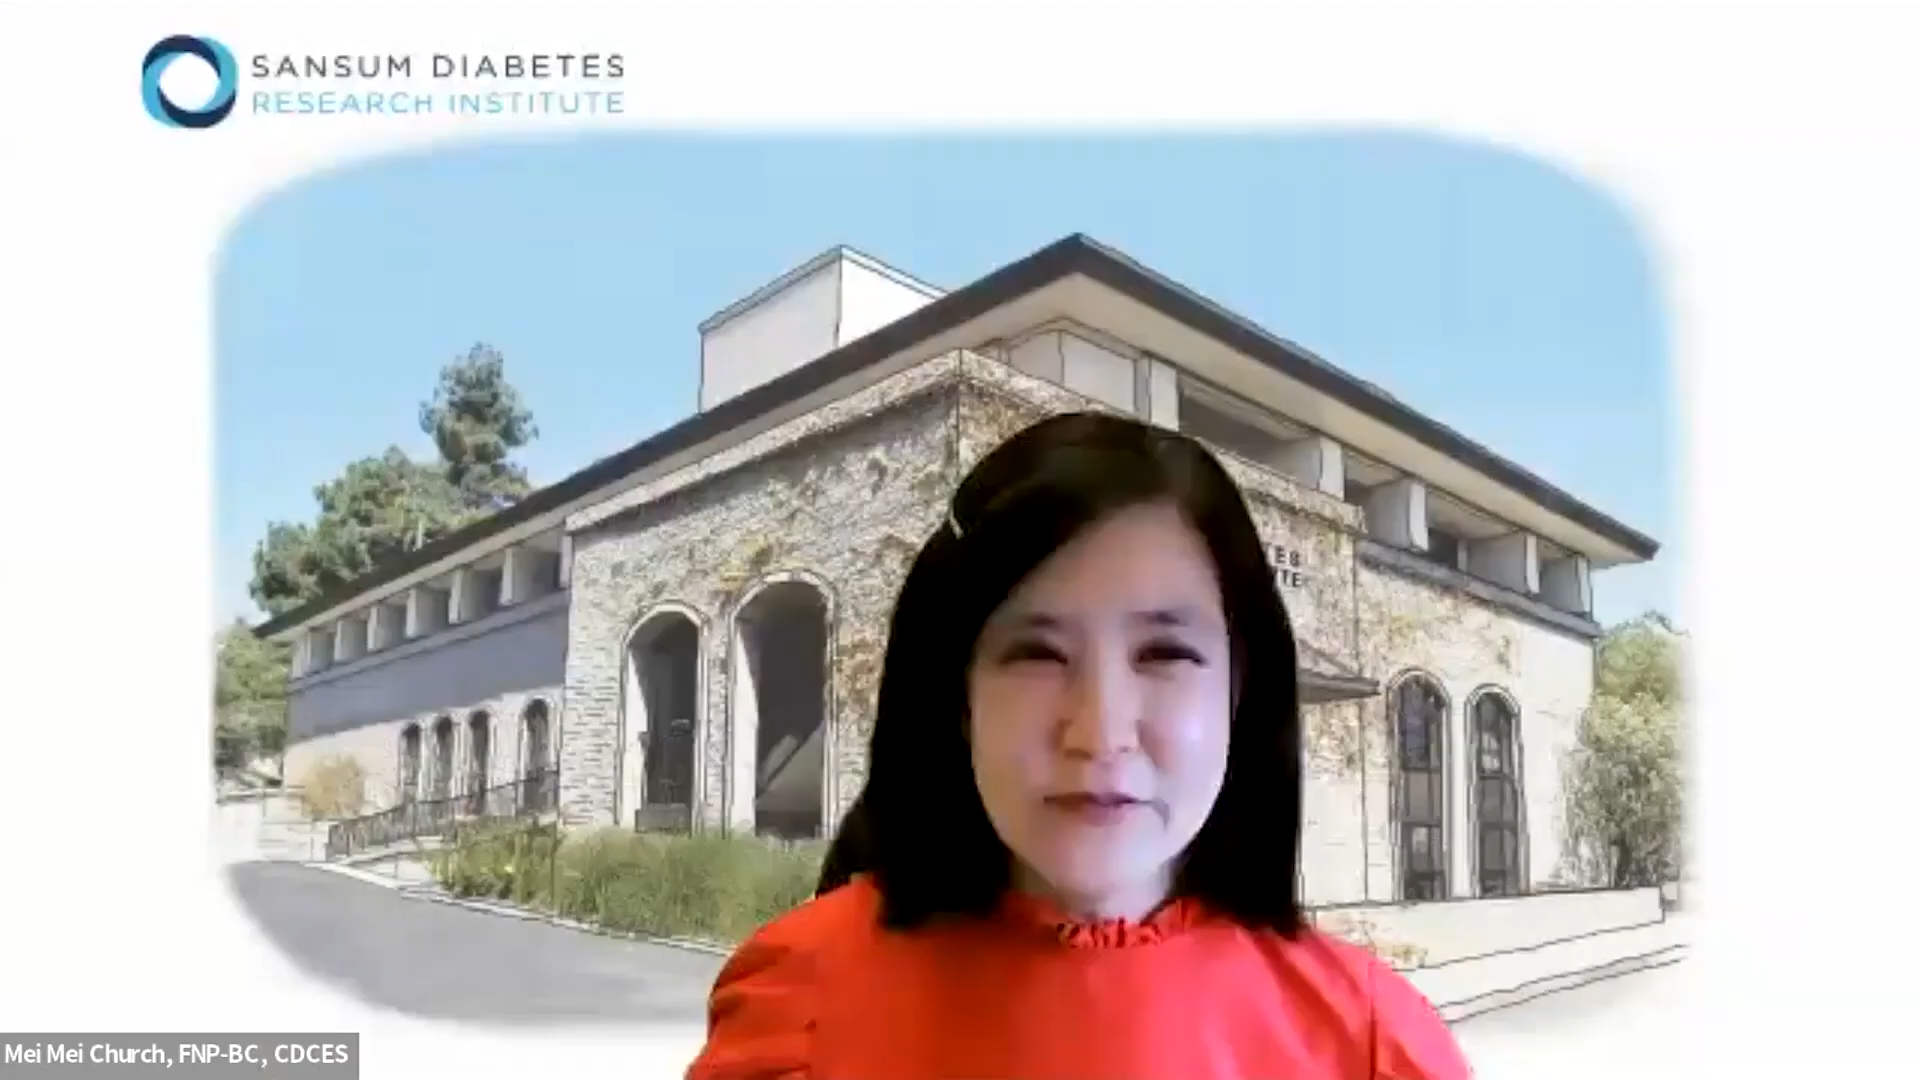 SANSUM DIABETES
RESEARCH INSTITUTE
Mei Mei Church, FNP-BC, CDCES